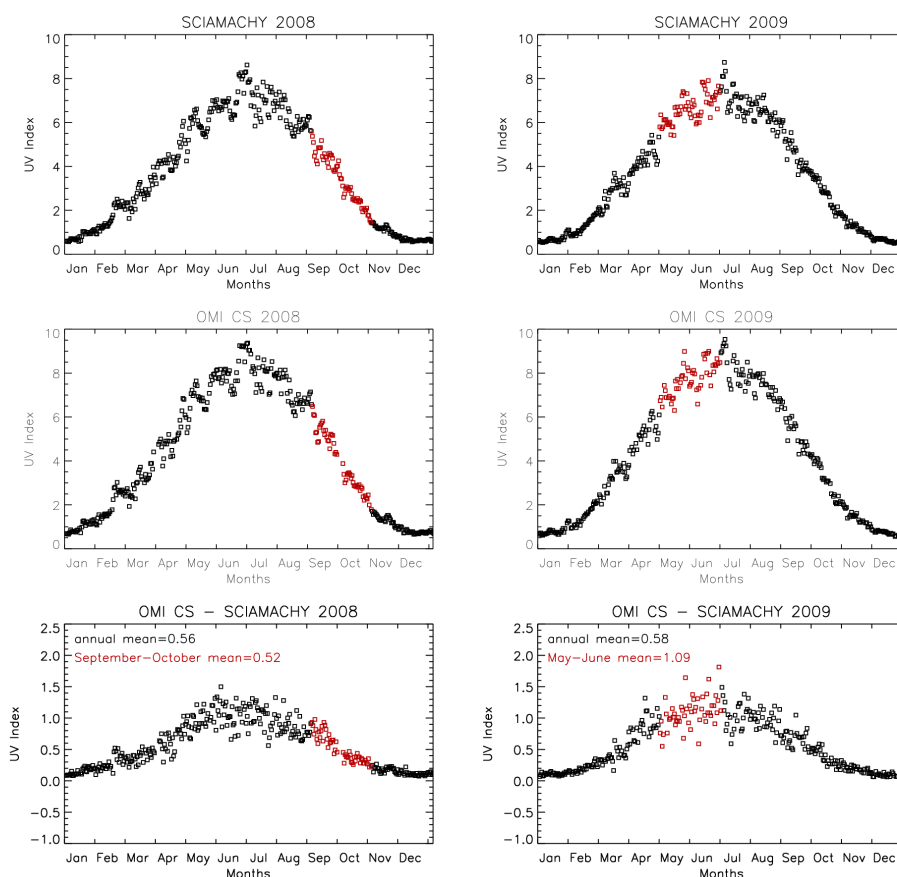 SCIAMACHY 2008
10
8
6
4
2
0
UV Index
Jan Feb Mar Apr May Jun Jul Aug Sep Oct Nov Dec
Months
SCIAMACHY 2009
10
8
6
4
2
0
UV Index
Jan Feb Mar Apr May Jun Jul Aug Sep Oct Nov Dec
Months
OMI CS 2008
10
8
6
4
2
0
UV Index
Jan Feb Mar Apr May Jun Jul Aug Sep Oct Nov Dec
Months
OMI CS 2009
10
8
6
4
2
0
UV Index
Jan Feb Mar Apr May Jun Jul Aug Sep Oct Nov Dec
Months
OMI CS – SCIAMACHY 2008
2.5
2.0
1.5
1.0
0.5
0.0
−0.5
−1.0
UV Index
annual mean=0.56
September–October mean=0.52
Jan Feb Mar Apr May Jun Jul Aug Sep Oct Nov Dec
Months
OMI CS – SCIAMACHY 2009
2.5
2.0
1.5
1.0
0.5
0.0
−0.5
−1.0
UV Index
annual mean=0.58
May–June mean=1.09
Jan Feb Mar Apr May Jun Jul Aug Sep Oct Nov Dec
Months